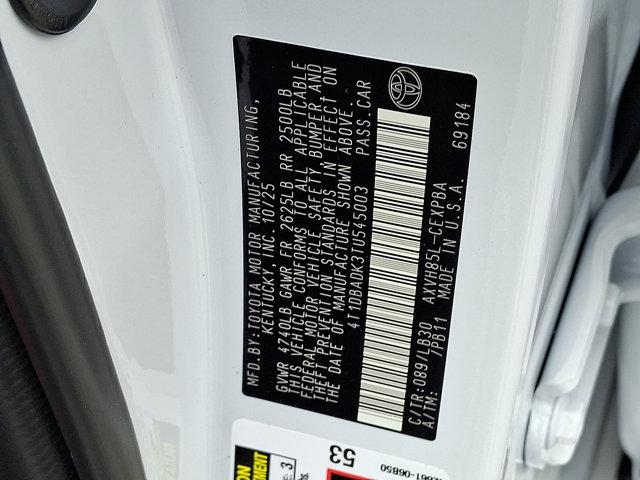 MFD.BY:TOYOTA MOTOR MANUFACTURING,
KENTUCKY, INC. 10/25
GVWR 4740LB GAWR FR 2625LB RR 2500LB
THIS VEHICLE CONFORMS TO ALL APPLICABLE
FEDERAL MOTOR VEHICLE SAFETY BUMPER AND
THEFT PREVENTION STANDARDS IN EFFECT ON
THE DATE OF MANUFACTURE SHOWN ABOVE.
4T1DBADK3TU545003 PASS.CAR
C/TR:089/LB30 AXVH85L-CEXPBA
A/TM: /PB11 MADE IN U.S.A. 69184
53
06B50